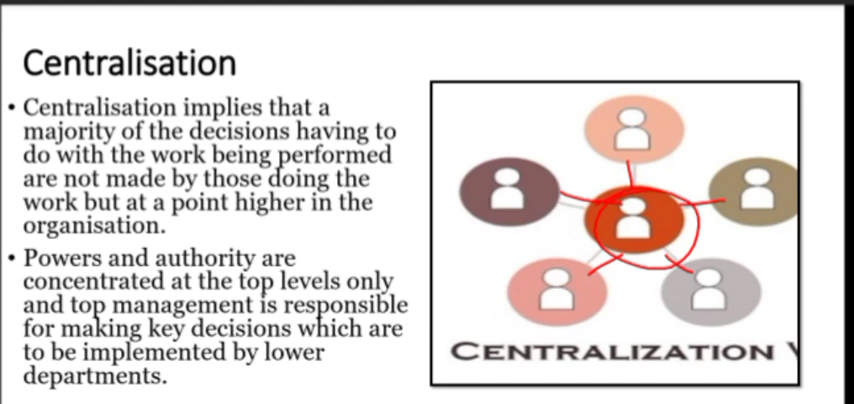 Centralisation
• Centralisation implies that a
majority of the decisions having to
do with the work being performed
are not made by those doing the
work but at a point higher in the
organisation.
• Powers and authority are
concentrated at the top levels only
and top management is responsible
for making key decisions which are
to be implemented by lower
departments.
CENTRALIZATION